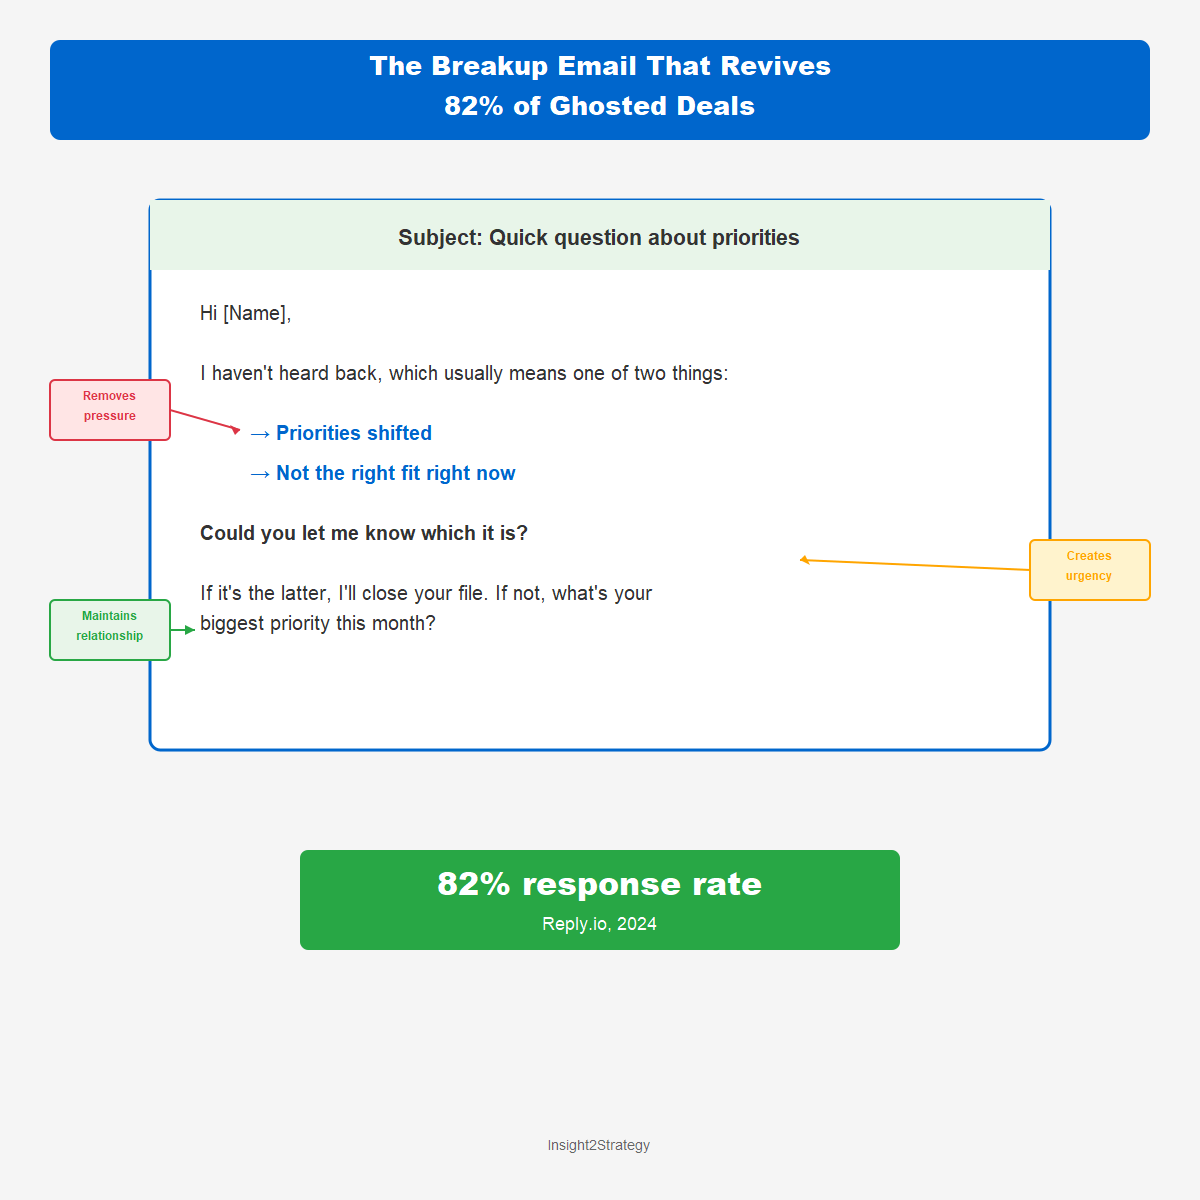 The Breakup Email That Revives
82% of Ghosted Deals
Subject: Quick question about priorities
Hi [Name],
I haven't heard back, which usually means one of two things:
Removes
pressure
→ Priorities shifted
→ Not the right fit right now
Could you let me know which it is?
Creates
urgency
If it's the latter, I'll close your file. If not, what's your
biggest priority this month?
Maintains
relationship
82% response rate
Reply.io, 2024
Insight2Strategy